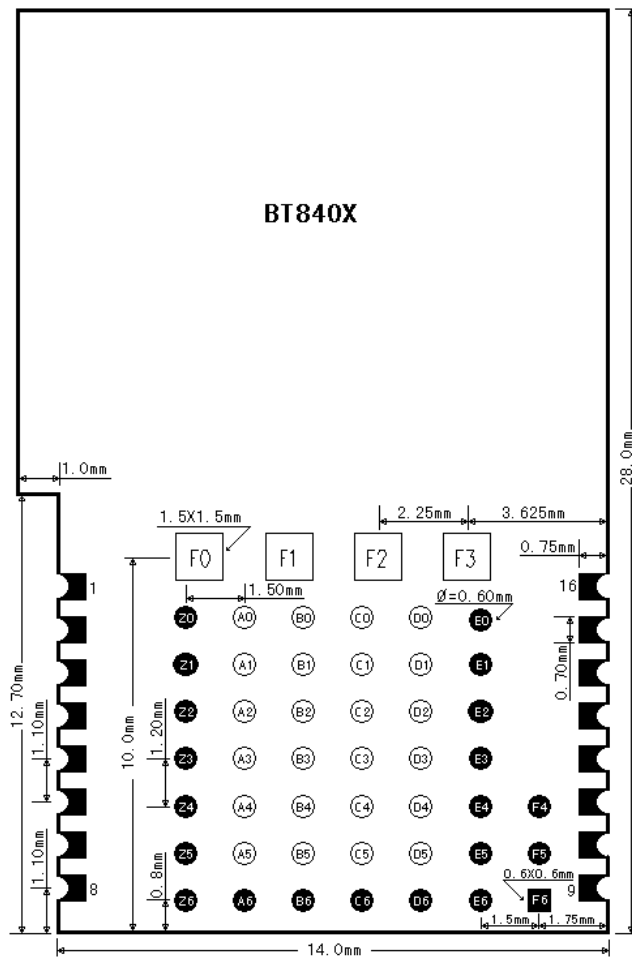 BT840X
1.0mm
28.0mm
2.25mm
3.625mm
1.5X1.5mm
0.75mm
F0 F1 F2 F3
1 16
1.50mm
Ø=0.60mm
Z0 A0 B0 C0 D0 E0
0.70mm
Z1 A1 B1 C1 D1 E1
12.70mm
10.0mm
Z2 A2 B2 C2 D2 E2
1.10mm
1.20mm
Z3 A3 B3 C3 D3 E3
Z4 A4 B4 C4 D4 E4 F4
1.10mm
Z5 A5 B5 C5 D5 E5 F5
0.8mm
0.6X0.6mm
8 9
Z6 A6 B6 C6 D6 E6 F6
1.5mm 1.75mm
14.0mm